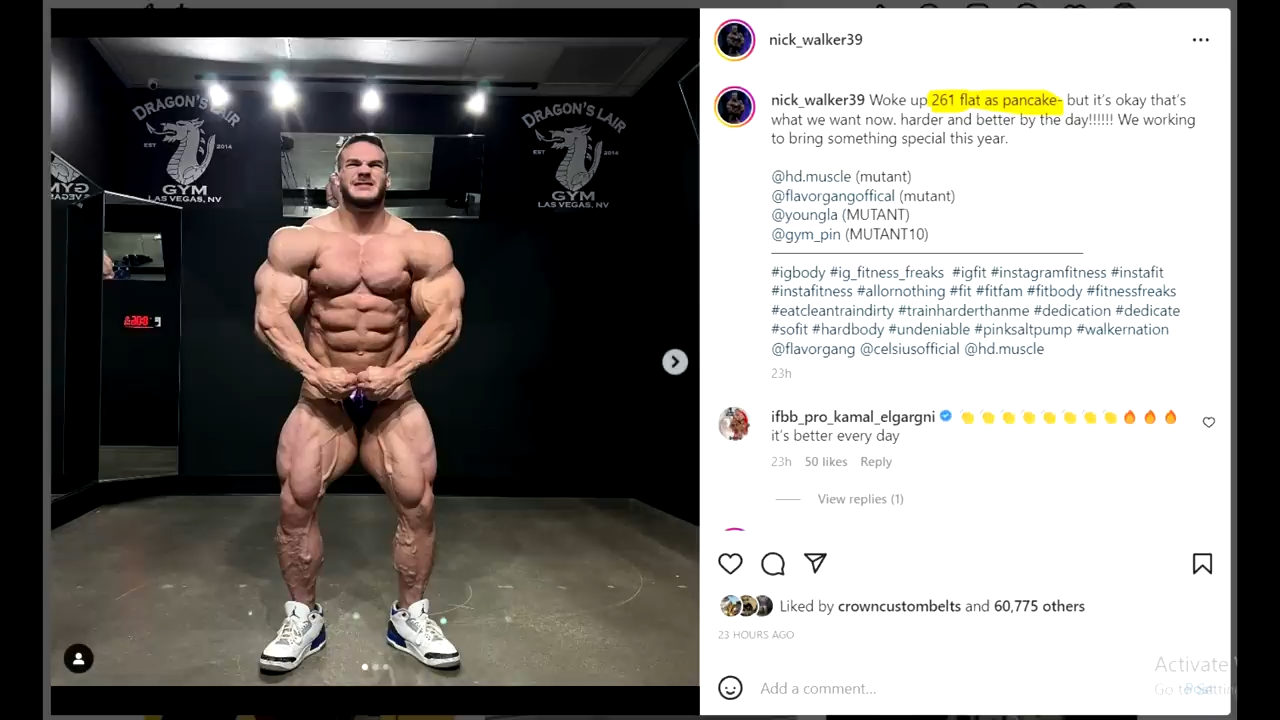 nick_walker39
nick_walker39 Woke up 261 flat as pancake- but it's okay that's
what we want now. harder and better by the day!!!!!! We working
to bring something special this year.
@hd.muscle (mutant)
@flavorgangoffical (mutant)
@youngla (MUTANT)
@gym_pin (MUTANT10)
#igbody #ig_fitness_freaks #igfit #instagramfitness #instafit
#instafitness #allornothing #fit #fitfam #fitbody #fitnessfreaks
#eatcleantraindirty #trainharderthanme #dedication #dedicate
#sofit #hardbody #undeniable #pinksaltpump #walkernation
@flavorgang @celsiusofficial @hd.muscle
23h
ifbb_pro_kamal_elgargni 👏👏👏👏👏👏👏👏🔥🔥🔥
it's better every day
23h 50 likes Reply
View replies (1)
Liked by crowncustombelts and 60,775 others
23 HOURS AGO
Add a comment...
Activate
Go to Settin
DRAGON'S LAIR
EST 2014
GYM
LAS VEGAS, NV
DRAGON'S LAIR
EST 2014
GYM
LAS VEGAS, NV
GYM